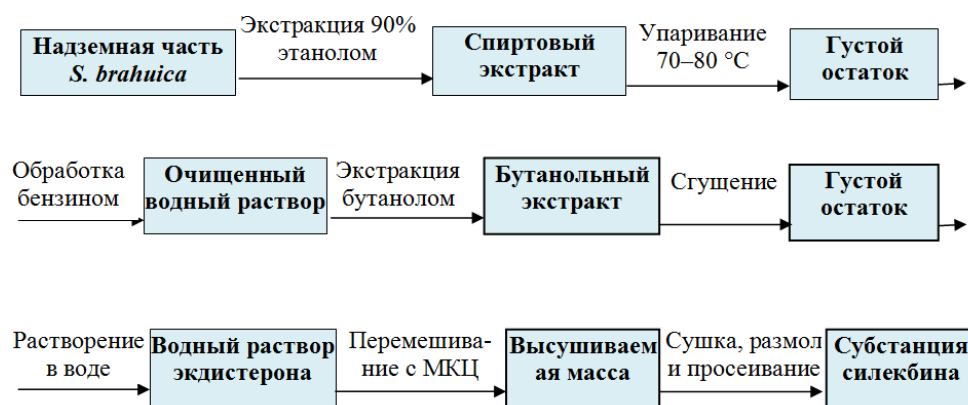 Надземная часть
S. brahuica
Экстракция 90%
этанолом
Спиртовый
экстракт
Упаривание
70–80 °C
Густой
остаток
Обработка
бензином
Очищенный
водный раствор
Экстракция
бутанолом
Бутанольный
экстракт
Сгущение
Густой
остаток
Растворение
в воде
Водный раствор
экдистерона
Перемешива-
ние с МКЦ
Высушиваем
ая масса
Сушка, размол
и просеивание
Субстанция
силекбина